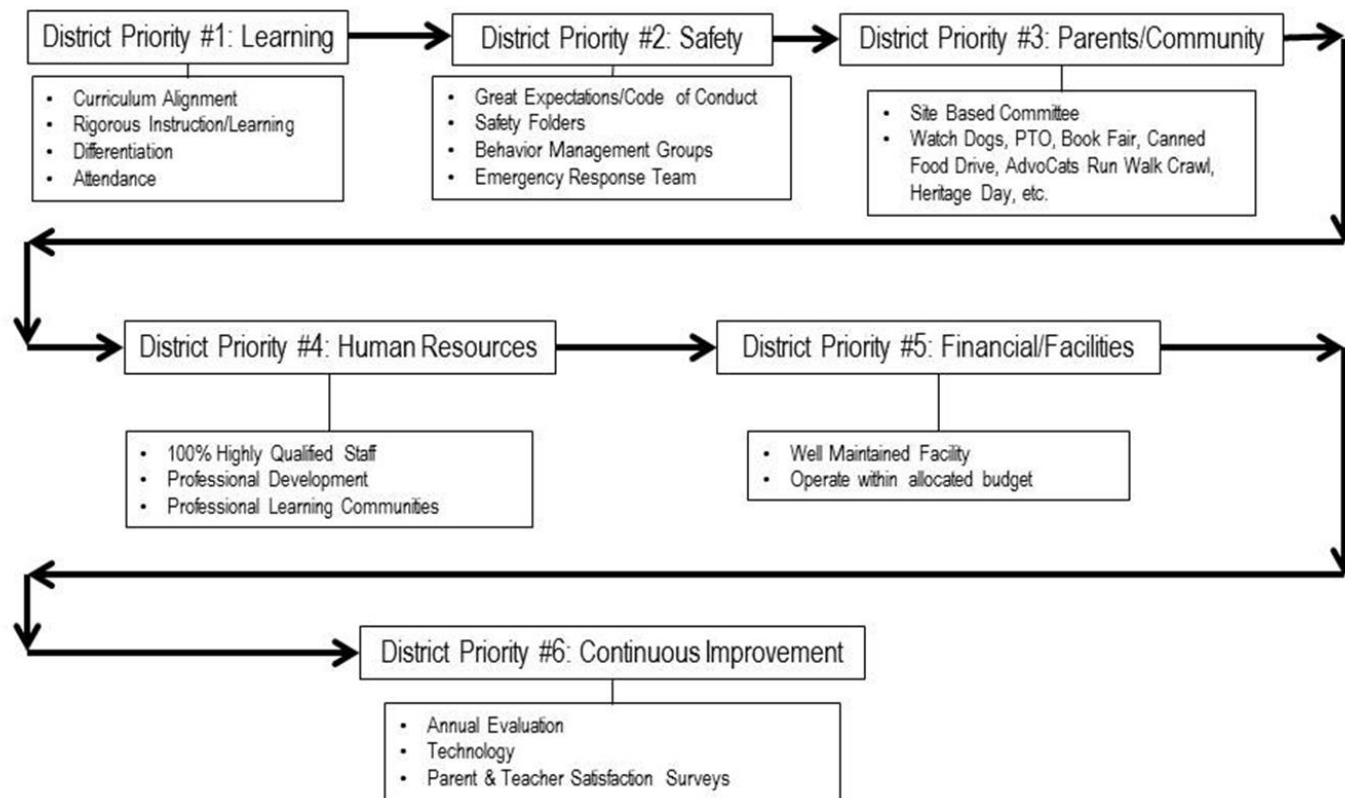 District Priority #1: Learning
• Curriculum Alignment
• Rigorous Instruction/Learning
• Differentiation
• Attendance
District Priority #2: Safety
• Great Expectations/Code of Conduct
• Safety Folders
• Behavior Management Groups
• Emergency Response Team
District Priority #3: Parents/Community
• Site Based Committee
• Watch Dogs, PTO, Book Fair, Canned
Food Drive, AdvoCats Run Walk Crawl,
Heritage Day, etc.
District Priority #4: Human Resources
• 100% Highly Qualified Staff
• Professional Development
• Professional Learning Communities
District Priority #5: Financial/Facilities
• Well Maintained Facility
• Operate within allocated budget
District Priority #6: Continuous Improvement
• Annual Evaluation
• Technology
• Parent & Teacher Satisfaction Surveys